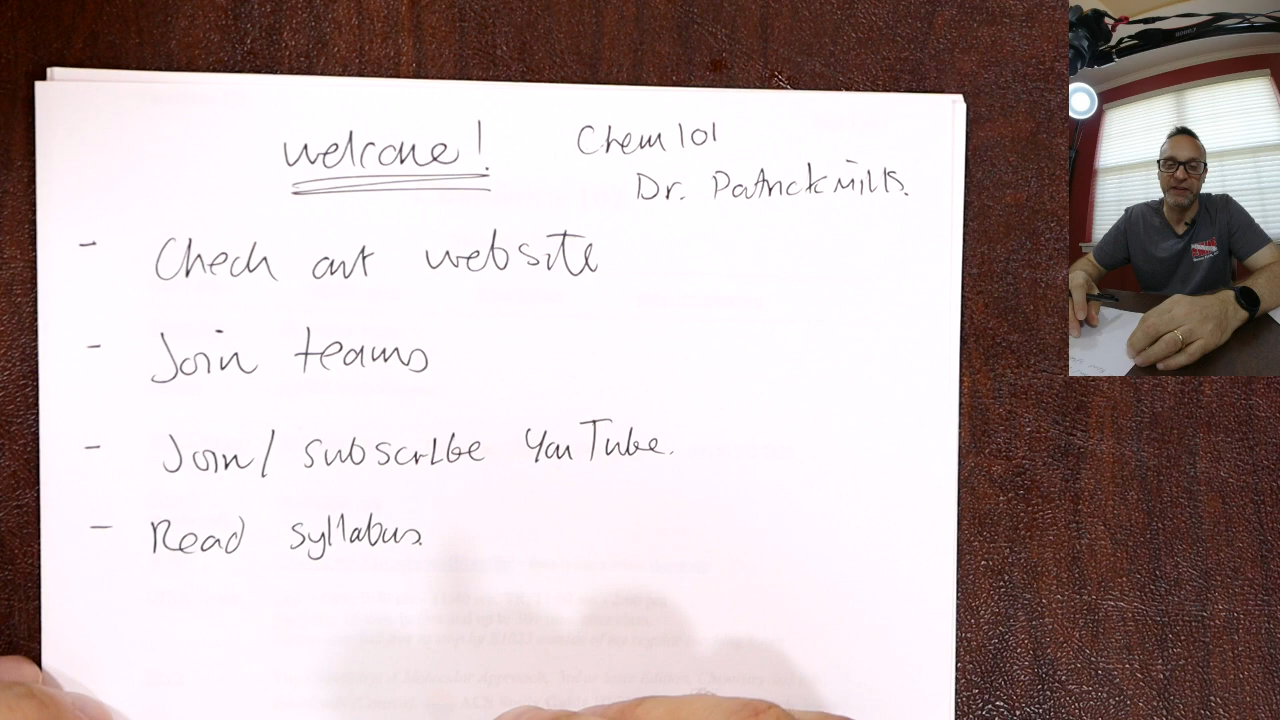 welcome!
Chem 101
Dr. Patrick Mills.
- Check out website
- Join teams
- Join/ subscribe YouTube.
- Read syllabus.